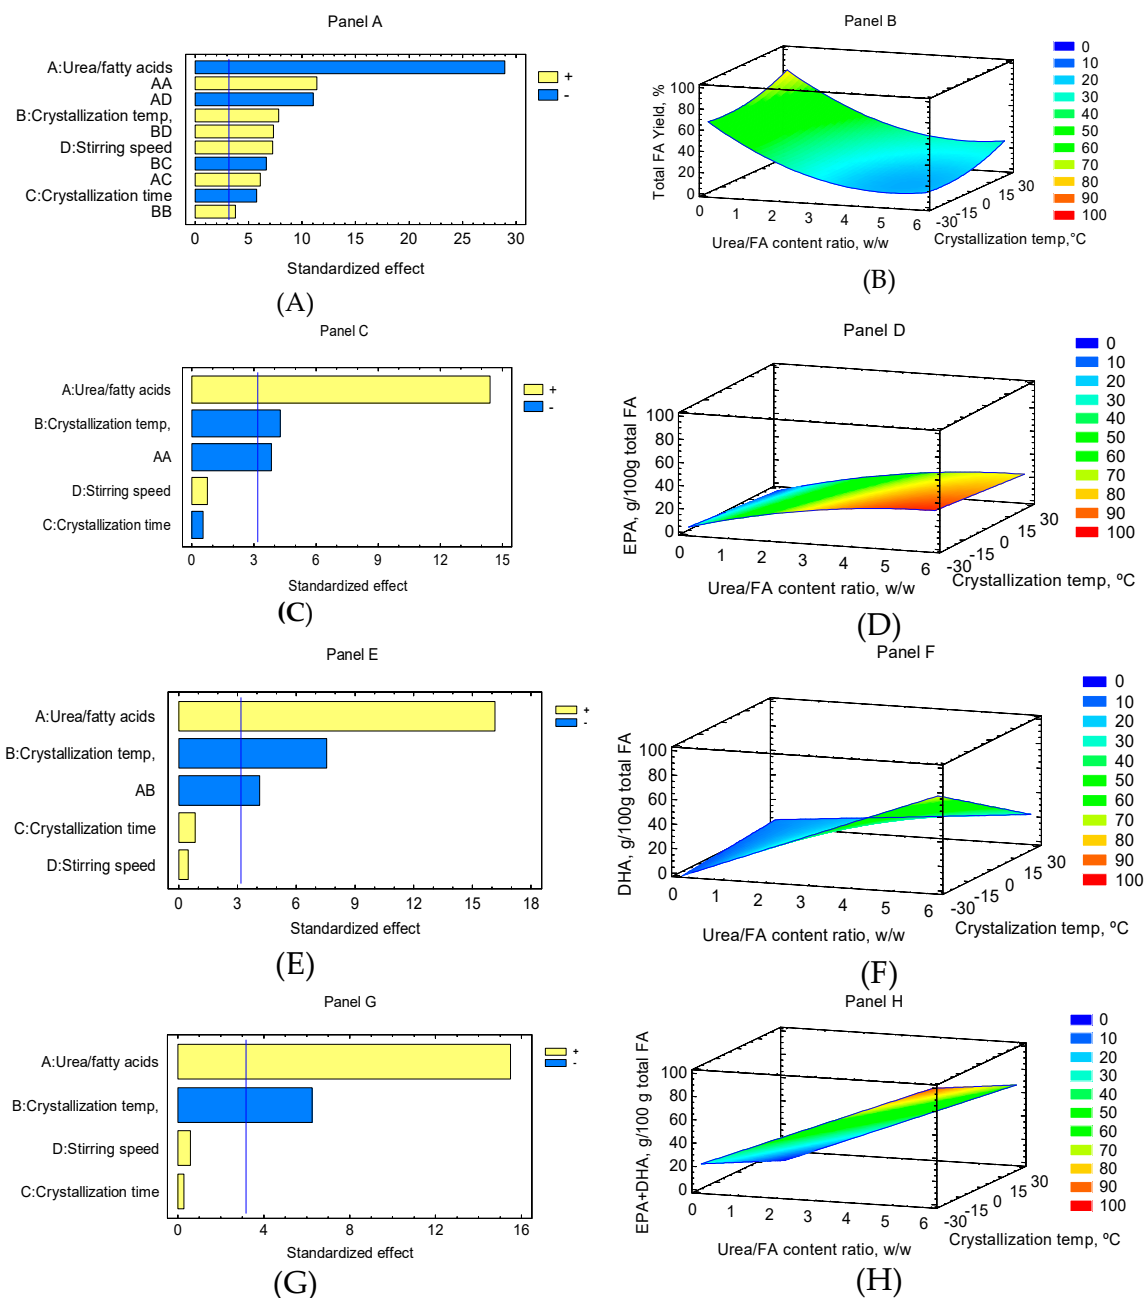 Panel A
A:Urea/fatty acids
AA
AD
B:Crystallization temp,
BD
D:Stirring speed
BC
AC
C:Crystallization time
BB
0 5 10 15 20 25 30
Standardized effect
+
-
(A)
Panel B
Total FA Yield, %
100
80
60
40
20
0
0 1 2 3 4 5 6
Urea/FA content ratio, w/w
-30 -15 0 15 30
Crystallization temp,°C
0
10
20
30
40
50
60
70
80
90
100
(B)
Panel C
A:Urea/fatty acids
B:Crystallization temp,
AA
D:Stirring speed
C:Crystallization time
0 3 6 9 12 15
Standardized effect
+
-
(C)
Panel D
EPA, g/100g total FA
100
80
60
40
20
0
0 1 2 3 4 5 6
Urea/FA content ratio, w/w
-30 -15 0 15 30
Crystallization temp, ºC
0
10
20
30
40
50
60
70
80
90
100
(D)
Panel E
A:Urea/fatty acids
B:Crystallization temp,
AB
C:Crystallization time
D:Stirring speed
0 3 6 9 12 15 18
Standardized effect
+
-
(E)
Panel F
DHA, g/100g total FA
100
80
60
40
20
0
0 1 2 3 4 5 6
Urea/FA content ratio, w/w
-30 -15 0 15 30
Crystalization temp, ºC
0
10
20
30
40
50
60
70
80
90
100
(F)
Panel G
A:Urea/fatty acids
B:Crystallization temp,
D:Stirring speed
C:Crystallization time
0 4 8 12 16
Standardized effect
+
-
(G)
Panel H
EPA+DHA, g/100 g total FA
100
80
60
40
20
0
0 1 2 3 4 5 6
Urea/FA content ratio, w/w
-30 -15 0 15 30
Crystallization temp, ºC
0
10
20
30
40
50
60
70
80
90
100
(H)